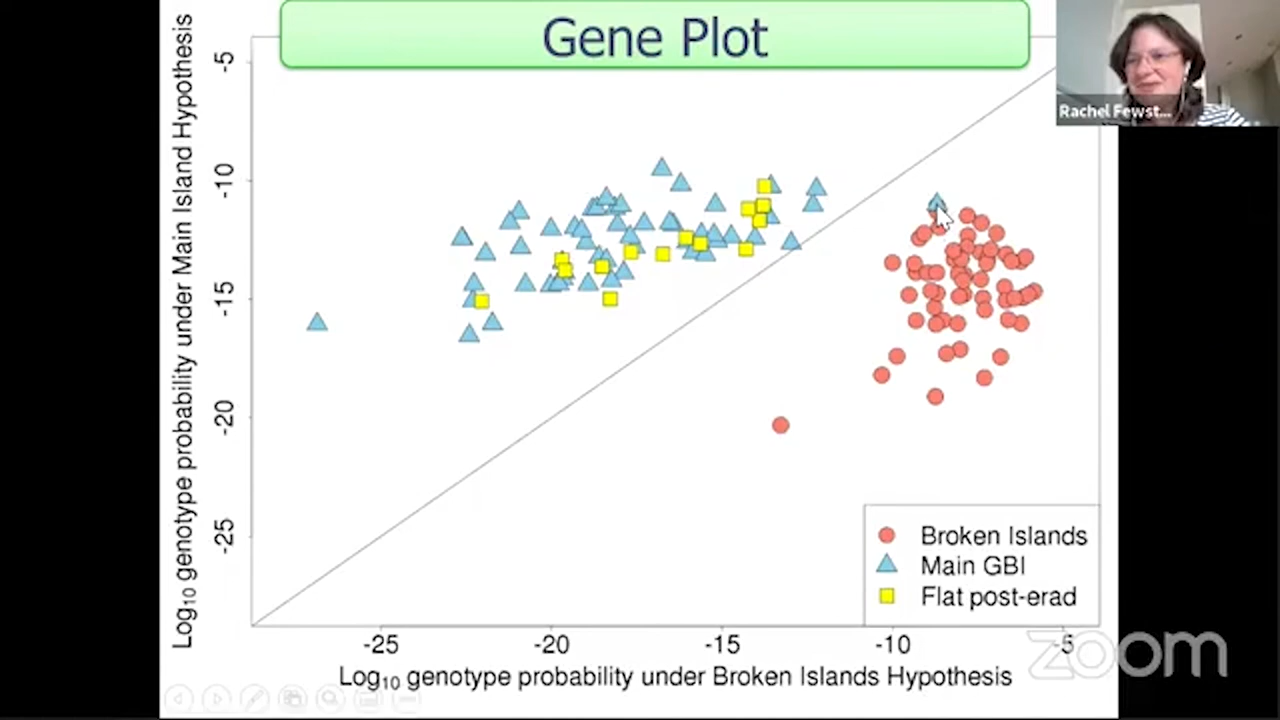 Gene Plot
Rachel Fewst...
Log10 genotype probability under Main Island Hypothesis
-5
-10
-15
-20
-25
Broken Islands
Main GBI
Flat post-erad
-25
-20
-15
-10
-5
Log10 genotype probability under Broken Islands Hypothesis
zoom